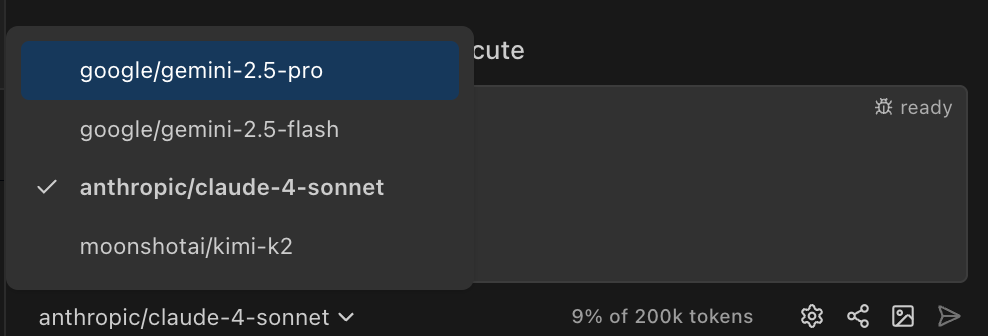 cute
google/gemini-2.5-pro
ready
google/gemini-2.5-flash
anthropic/claude-4-sonnet
moonshotai/kimi-k2
anthropic/claude-4-sonnet
9% of 200k tokens